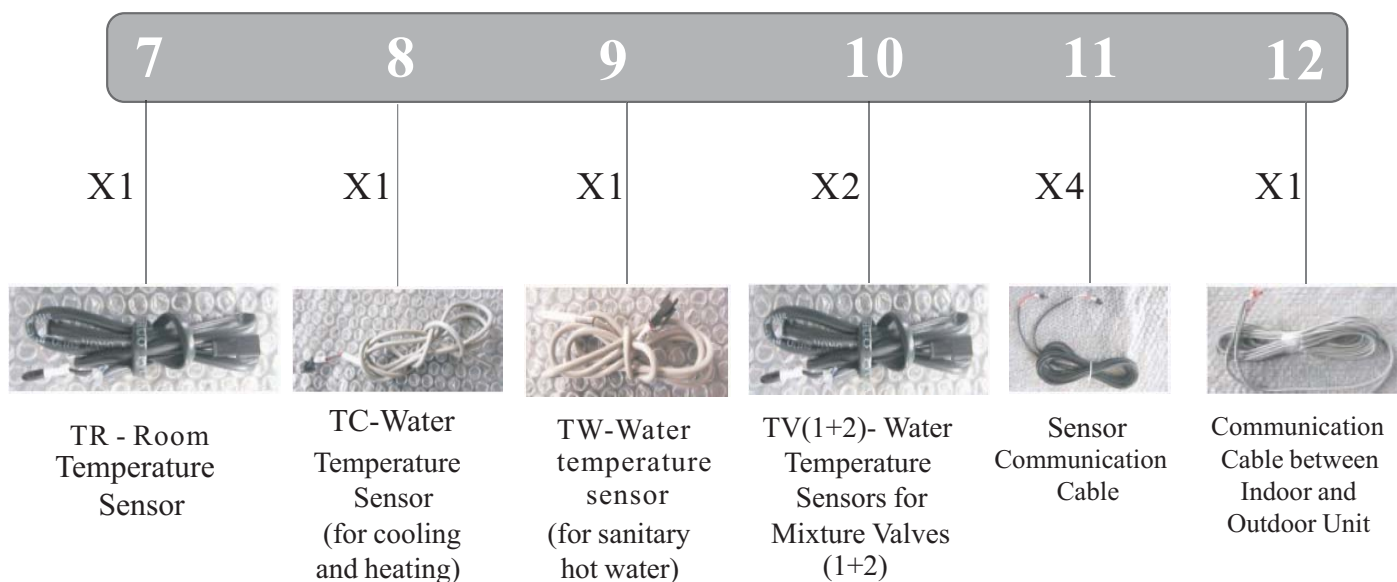 7 8 9 10 11 12
X1 X1 X1 X2 X4 X1
TR - Room
Temperature
Sensor
TC-Water
Temperature
Sensor
(for cooling
and heating)
TW-Water
temperature
sensor
(for sanitary
hot water)
TV(1+2)- Water
Temperature
Sensors for
Mixture Valves
(1+2)
Sensor
Communication
Cable
Communication
Cable between
Indoor and
Outdoor Unit